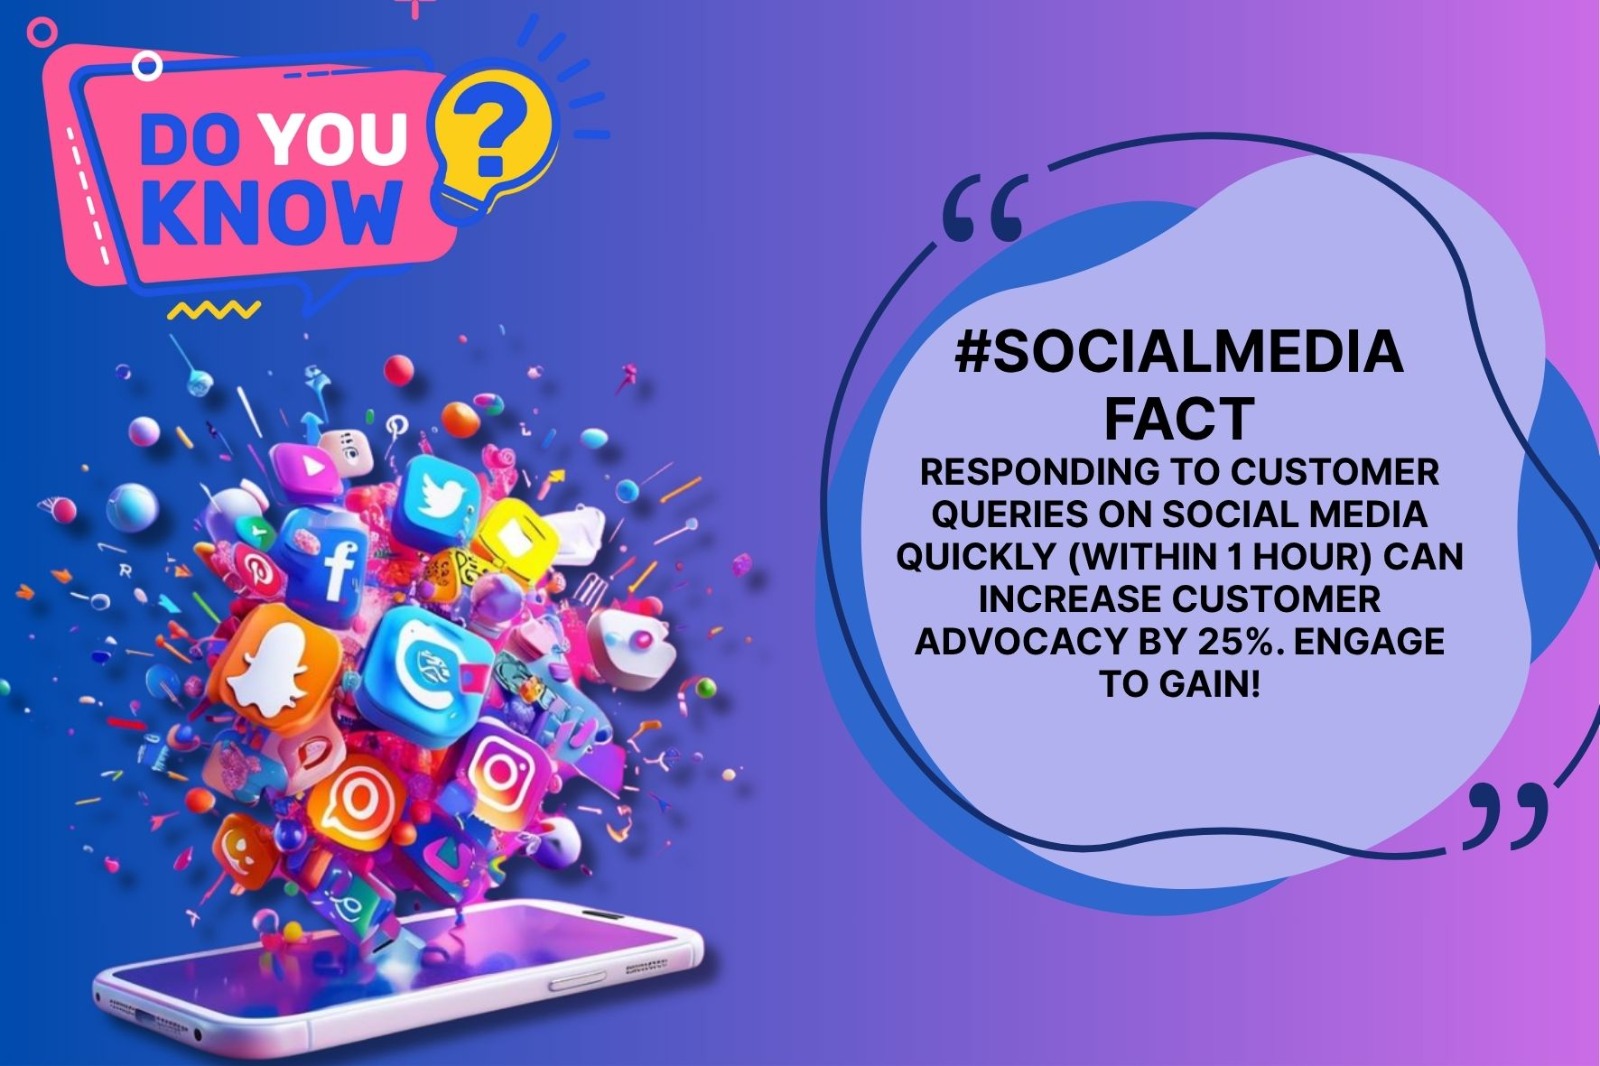 DO YOU
KNOW
?
#SOCIALMEDIA
FACT
RESPONDING TO CUSTOMER
QUERIES ON SOCIAL MEDIA
QUICKLY (WITHIN 1 HOUR) CAN
INCREASE CUSTOMER
ADVOCACY BY 25%. ENGAGE
TO GAIN!